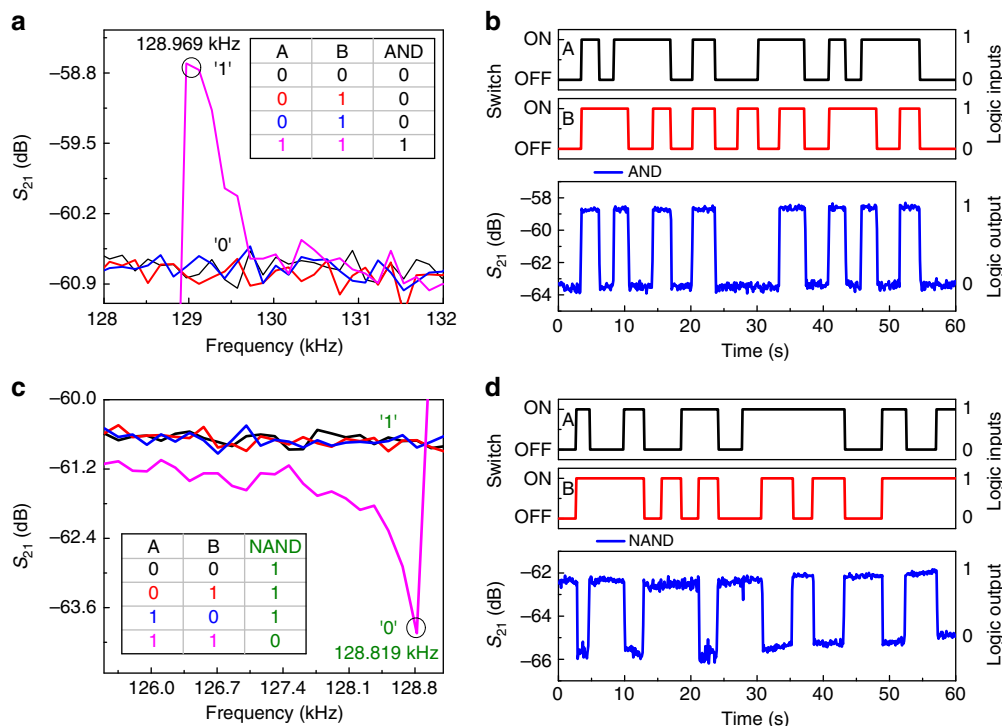 a
128.969 kHz
'1'
'0'
A B AND
0 0 0
0 1 0
0 1 0
1 1 1
−58.8
−59.5
−60.2
−60.9
S21 (dB)
128 129 130 131 132
Frequency (kHz)
b
ON
OFF
A
ON
OFF
B
Switch
1
0
1
0
Logic inputs
AND
−58
−60
−62
−64
S21 (dB)
1
0
Logic output
0 10 20 30 40 50 60
Time (s)
c
−60.0
−61.2
−62.4
−63.6
S21 (dB)
'1'
A B NAND
0 0 1
0 1 1
1 0 1
1 1 0
'0'
128.819 kHz
126.0 126.7 127.4 128.1 128.8
Frequency (kHz)
d
ON
OFF
A
ON
OFF
B
Switch
1
0
1
0
Logic inputs
NAND
−62
−64
−66
S21 (dB)
1
0
Logic output
0 10 20 30 40 50 60
Time (s)